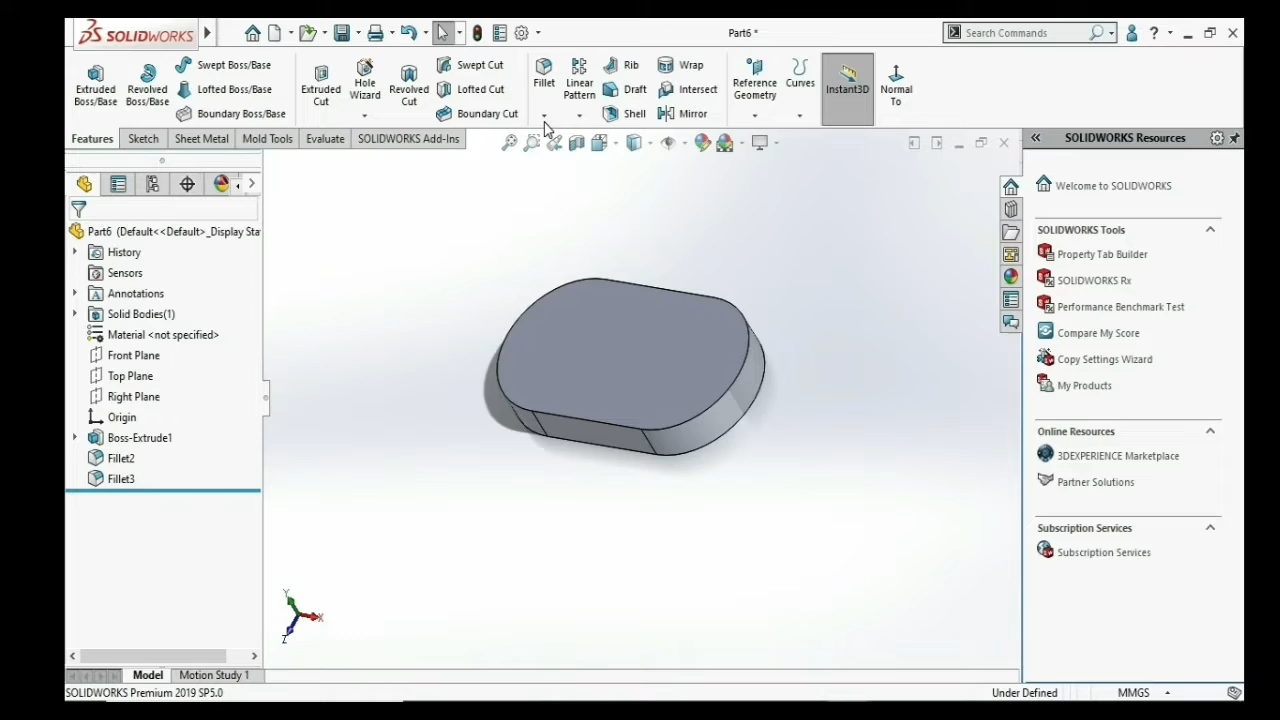 SOLIDWORKS
Part6 *
Search Commands
?
Extruded Boss/Base
Revolved Boss/Base
Swept Boss/Base
Lofted Boss/Base
Boundary Boss/Base
Extruded Cut
Hole Wizard
Revolved Cut
Swept Cut
Lofted Cut
Boundary Cut
Fillet
Linear Pattern
Rib
Draft
Shell
Wrap
Intersect
Mirror
Reference Geometry
Curves
Instant3D
Normal To
Features
Sketch
Sheet Metal
Mold Tools
Evaluate
SOLIDWORKS Add-Ins
Part6 (Default<<Default>_Display Sta
History
Sensors
Annotations
Solid Bodies(1)
Material <not specified>
Front Plane
Top Plane
Right Plane
Origin
Boss-Extrude1
Fillet2
Fillet3
Y
X
Z
SOLIDWORKS Resources
Welcome to SOLIDWORKS
SOLIDWORKS Tools
Property Tab Builder
SOLIDWORKS Rx
Performance Benchmark Test
Compare My Score
Copy Settings Wizard
My Products
Online Resources
3DEXPERIENCE Marketplace
Partner Solutions
Subscription Services
Subscription Services
Model
Motion Study 1
SOLIDWORKS Premium 2019 SP5.0
Under Defined
MMGS